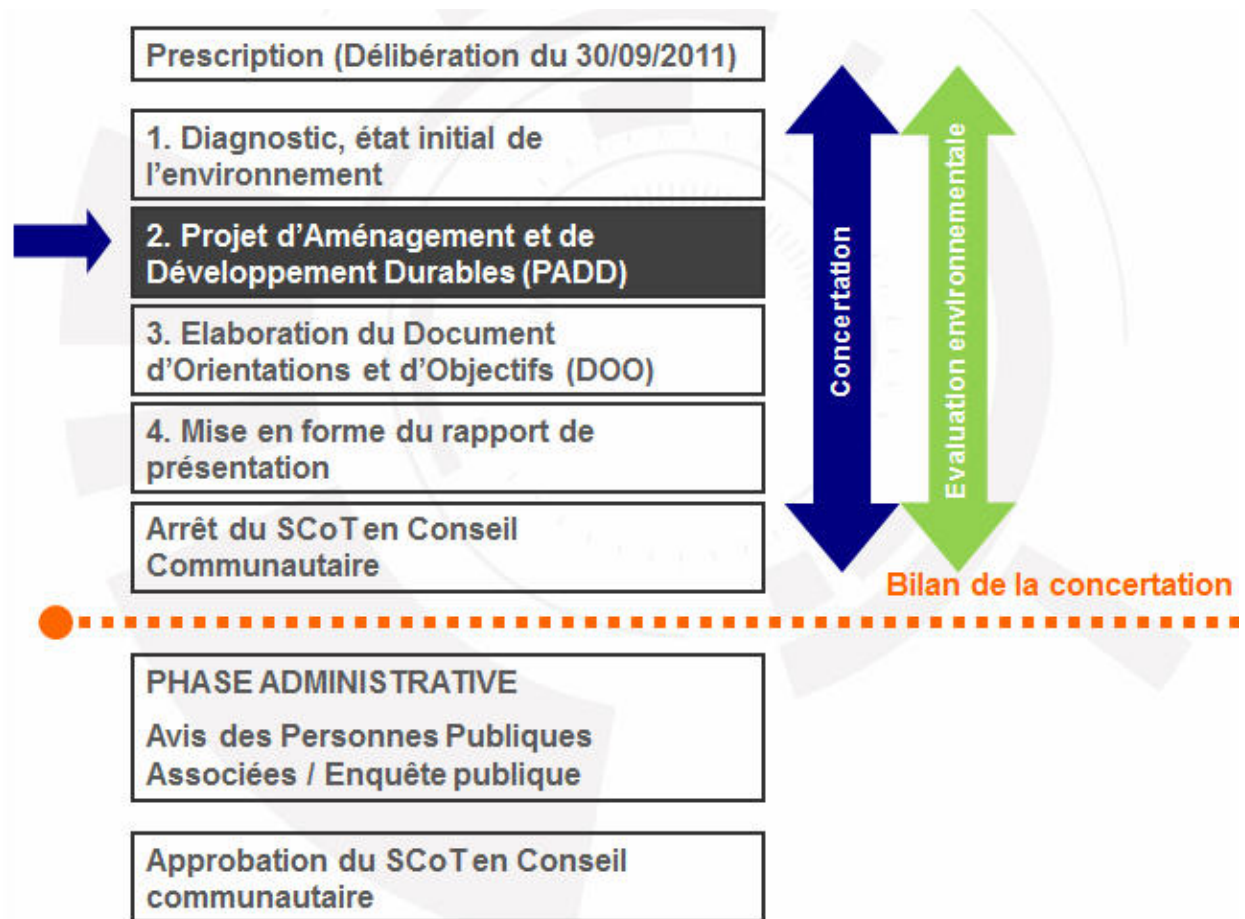 Prescription (Délibération du 30/09/2011)
1. Diagnostic, état initial de
l'environnement
2. Projet d'Aménagement et de
Développement Durables (PADD)
3. Elaboration du Document
d'Orientations et d'Objectifs (DOO)
4. Mise en forme du rapport de
présentation
Arrêt du SCoT en Conseil
Communautaire
Concertation
Evaluation environnementale
Bilan de la concertation
PHASE ADMINISTRATIVE
Avis des Personnes Publiques
Associées / Enquête publique
Approbation du SCoT en Conseil
communautaire